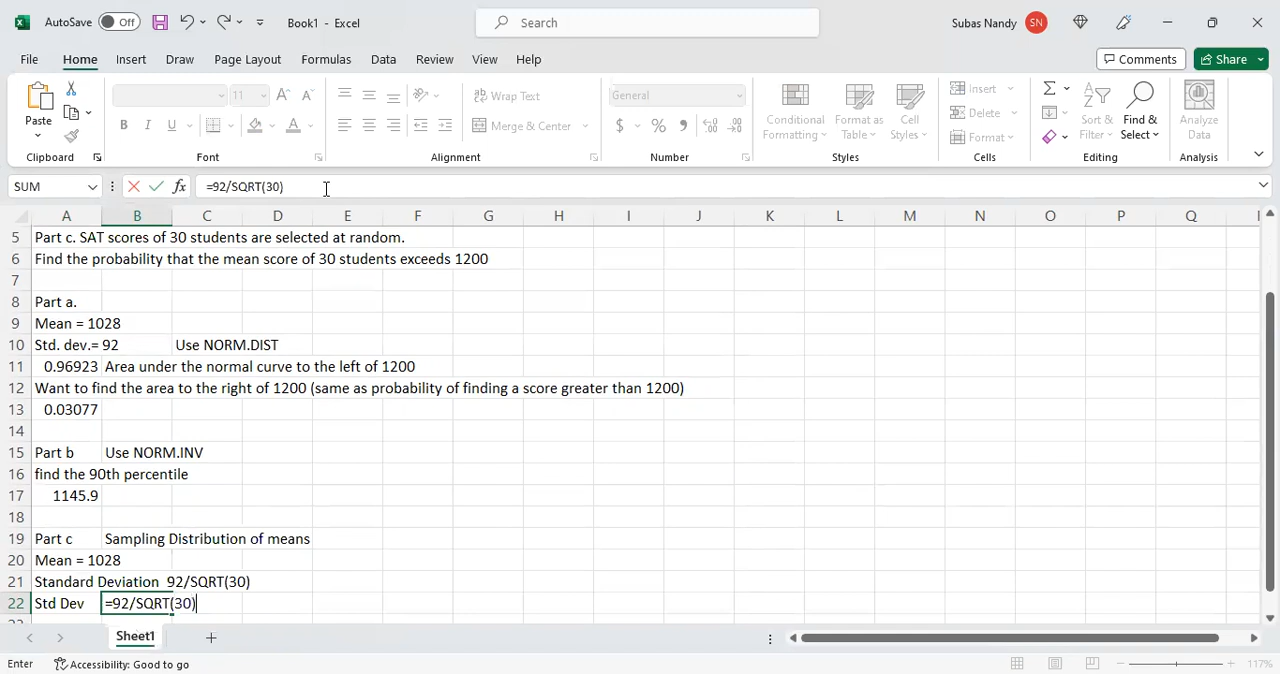 AutoSave Off Book1 - Excel Search Subas Nandy SN
File Home Insert Draw Page Layout Formulas Data Review View Help Comments Share
Paste 11 A^ A˅ Wrap Text General Conditional Formatting Format as Table Cell Styles Insert Sort & Filter Find & Select Analyze Data
B I U A Merge & Center $ % 9 Delete
Format
Clipboard Font Alignment Number Styles Cells Editing Analysis
SUM fx =92/SQRT(30)
A B C D E F G H I J K L M N O P Q
5 Part c. SAT scores of 30 students are selected at random.
6 Find the probability that the mean score of 30 students exceeds 1200
7
8 Part a.
9 Mean = 1028
10 Std. dev.= 92 Use NORM.DIST
11 0.96923 Area under the normal curve to the left of 1200
12 Want to find the area to the right of 1200 (same as probability of finding a score greater than 1200)
13 0.03077
14
15 Part b Use NORM.INV
16 find the 90th percentile
17 1145.9
18
19 Part c Sampling Distribution of means
20 Mean = 1028
21 Standard Deviation 92/SQRT(30)
22 Std Dev =92/SQRT(30)
Sheet1
Enter Accessibility: Good to go 117%